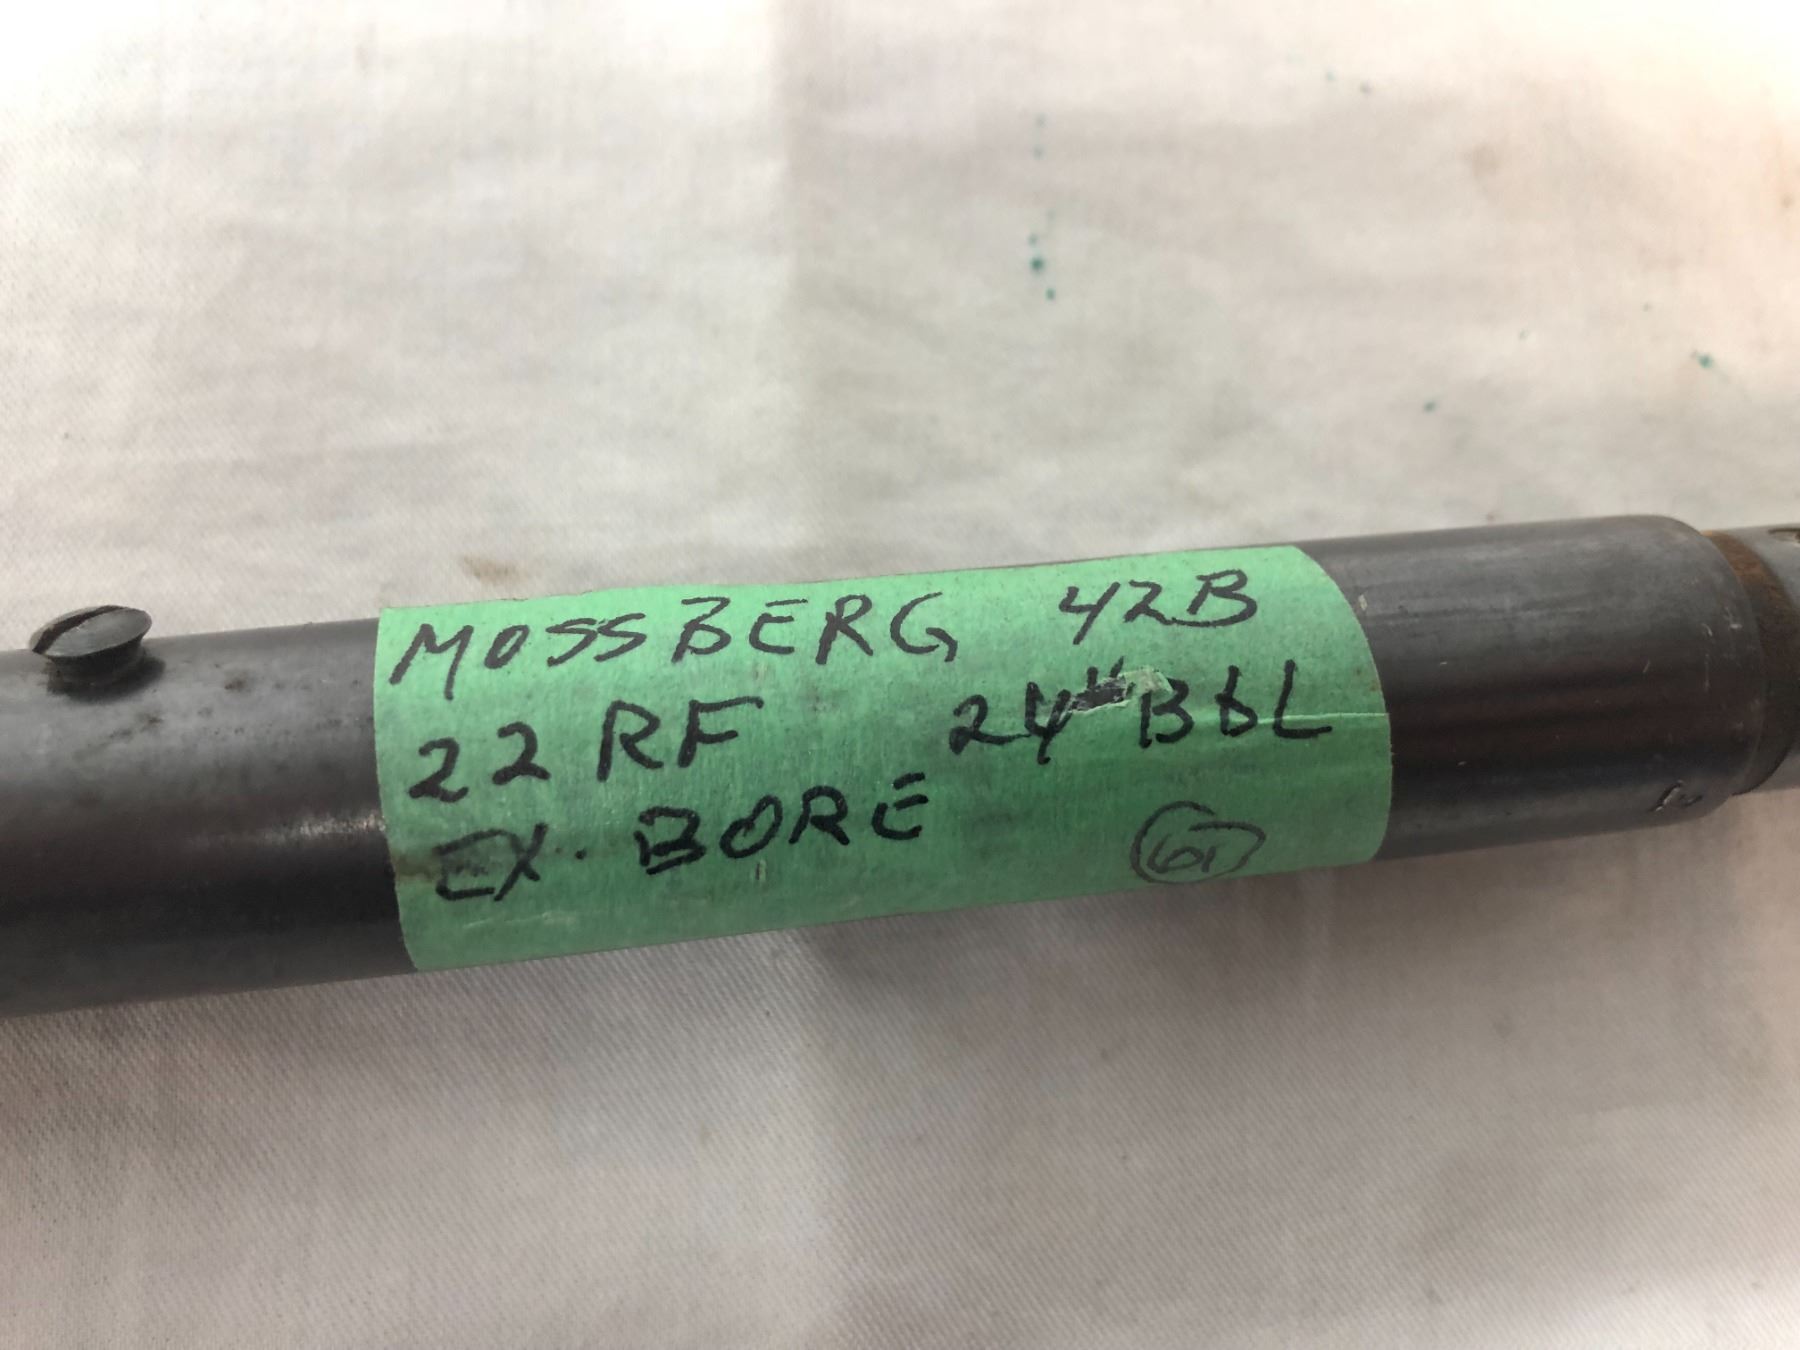 MOSSBERG 42B
22 RF 24" BbL
EX. BORE